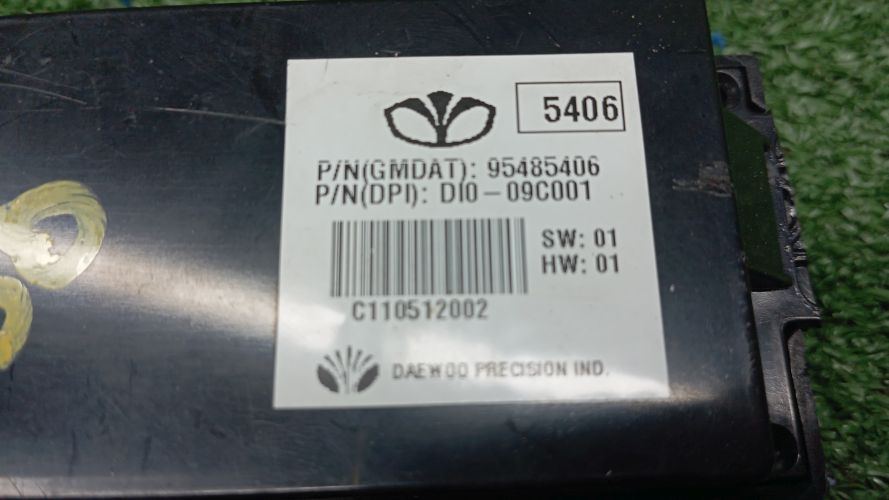 5406
P/N(GMDAT): 95485406
P/N(DPI): DI0-09C001
SW: 01
HW: 01
C110512002
DAEWOO PRECISION IND.